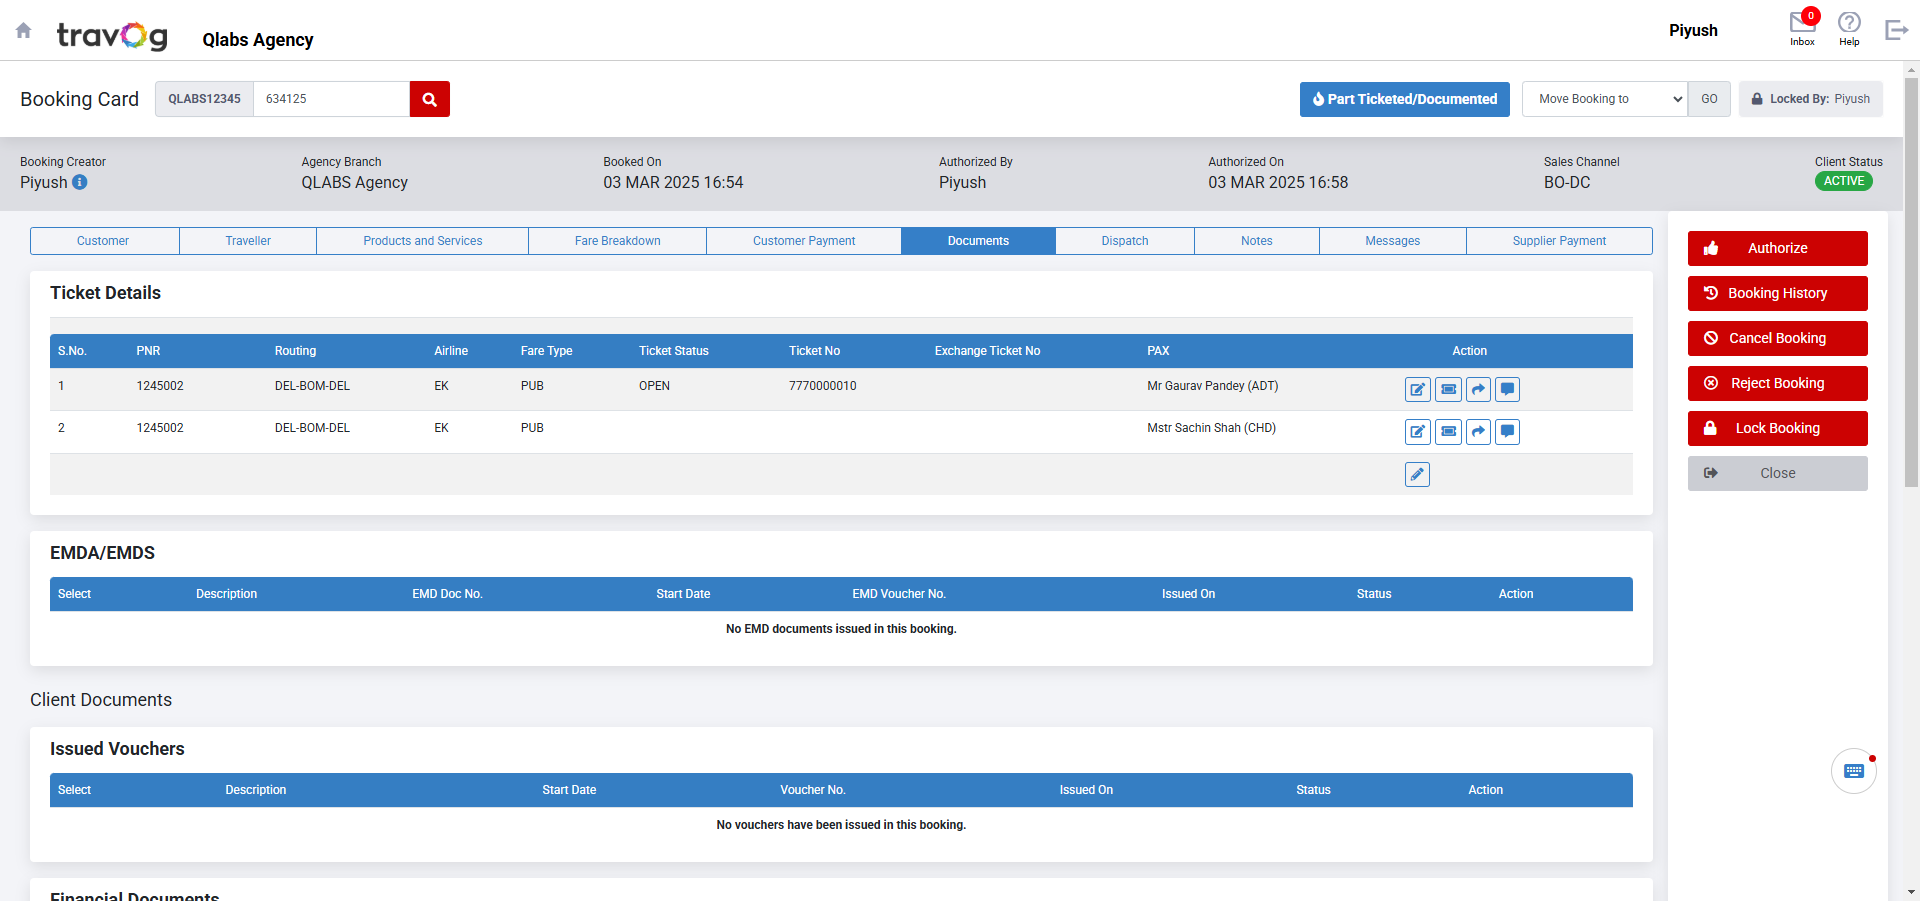 travog Qlabs Agency Piyush 0 Inbox Help
Booking Card QLABS12345 634125 Part Ticketed/Documented Move Booking to GO Locked By: Piyush
Booking Creator Agency Branch Booked On Authorized By Authorized On Sales Channel Client Status
Piyush QLABS Agency 03 MAR 2025 16:54 Piyush 03 MAR 2025 16:58 BO-DC ACTIVE
Customer Traveller Products and Services Fare Breakdown Customer Payment Documents Dispatch Notes Messages Supplier Payment
Ticket Details
S.No. PNR Routing Airline Fare Type Ticket Status Ticket No Exchange Ticket No PAX Action
1 1245002 DEL-BOM-DEL EK PUB OPEN 7770000010 Mr Gaurav Pandey (ADT)
2 1245002 DEL-BOM-DEL EK PUB Mstr Sachin Shah (CHD)
EMDA/EMDS
Select Description EMD Doc No. Start Date EMD Voucher No. Issued On Status Action
No EMD documents issued in this booking.
Client Documents
Issued Vouchers
Select Description Start Date Voucher No. Issued On Status Action
No vouchers have been issued in this booking.
Financial Documents
Authorize
Booking History
Cancel Booking
Reject Booking
Lock Booking
Close